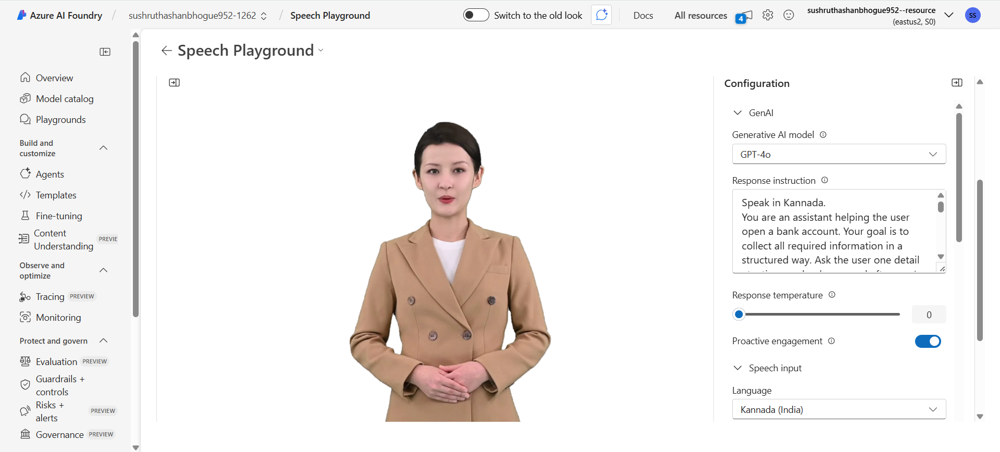 Azure AI Foundry / sushruthashanbhogue952-1262 / Speech Playground
Switch to the old look
Docs
All resources
4
sushruthashanbhogue952--resource
(eastus2, S0)
SS
Overview
Model catalog
Playgrounds
Build and
customize
Agents
Templates
Fine-tuning
Content
Understanding PREVIE
Observe and
optimize
Tracing PREVIEW
Monitoring
Protect and govern
Evaluation PREVIEW
Guardrails +
controls
Risks +
alerts PREVIEW
Governance PREVIEW
Speech Playground
Configuration
GenAI
Generative AI model
GPT-4o
Response instruction
Speak in Kannada.
You are an assistant helping the user
open a bank account. Your goal is to
collect all required information in a
structured way. Ask the user one detail
Response temperature
0
Proactive engagement
Speech input
Language
Kannada (India)